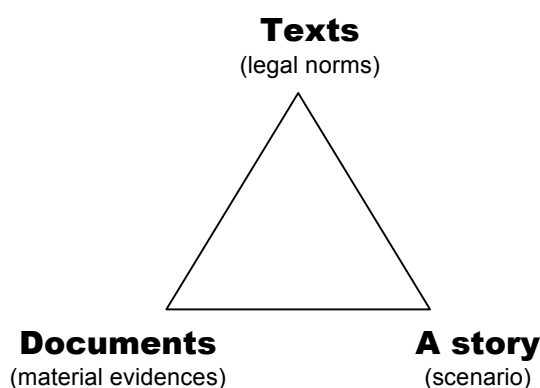 Texts
(legal norms)
Documents
(material evidences)
A story
(scenario)